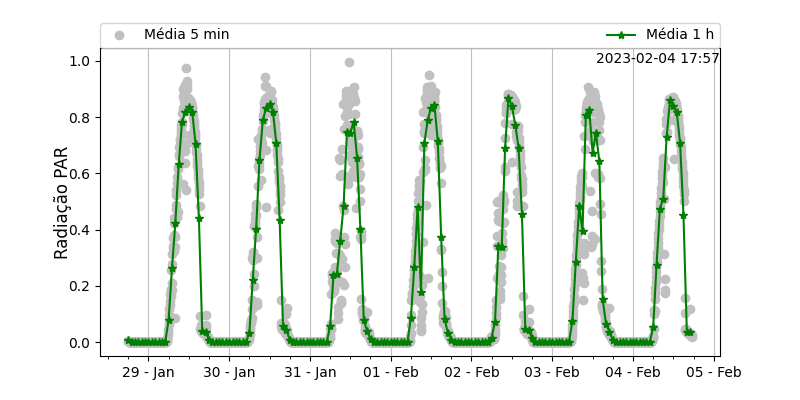 Média 5 min Média 1 h
2023-02-04 17:57
1.0
0.8
0.6
0.4
0.2
0.0
Radiação PAR
29 - Jan 30 - Jan 31 - Jan 01 - Feb 02 - Feb 03 - Feb 04 - Feb 05 - Feb